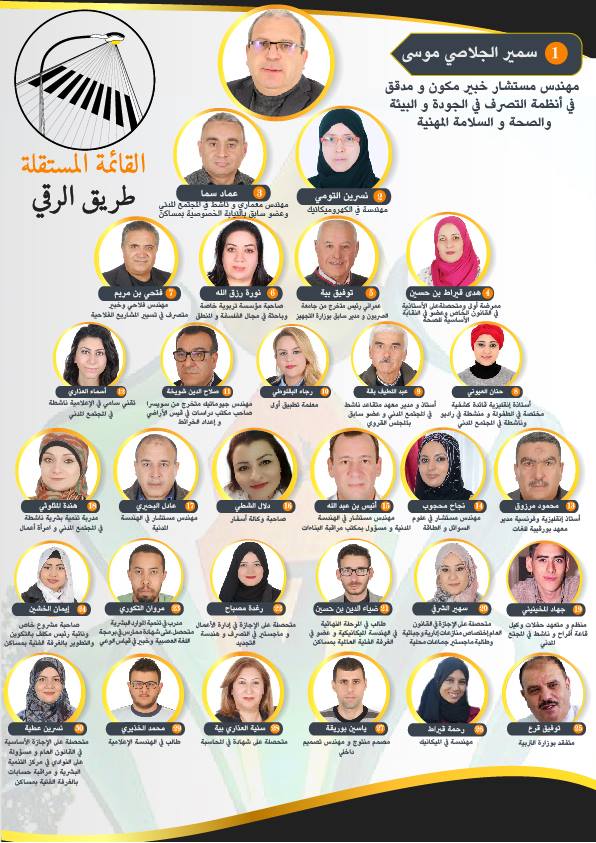 1 سمير الجلاصي موسى
مهندس مستشار خبير مكون و مدقق
في أنظمة التصرف في الجودة و البيئة
والصحة و السلامة المهنية
القائمة المستقلة
طريق الرقي
2 نسرين التومي
مهندسة في الكهروميكانيك
3 عماد سما
مهندس معماري و ناشط في المجتمع المدني
وعضو سابق بالنيابة الخصوصية بمساكن
4 هدى قيراط بن حسين
ممرضة أولى ومتحصلة على الأستاذية
في القانون الخاص وعضو في النقابة
الأساسية للصحة
5 توفيق بية
عمراني رئيس متخرج من جامعة
الصربون و مدير سابق بوزارة التجهيز
6 نورة رزق الله
صاحبة مؤسسة تربوية خاصة
وباحثة في مجال الفلسفة و المنطق
7 فتحي بن مريم
مهندس فلاحي وخبير
متصرف في تسيير المشاريع الفلاحية
8 حنان العيوني
أستاذة إنقليزية قائدة كشفية
مختصة في الطفولة و منشطة في راديو
وناشطة في المجتمع المدني
9 عبد اللطيف بقة
أستاذ و مدير معهد متقاعد ناشط
في المجتمع المدني و عضو سابق
بالمجلس القروي
10 رجاء البقلوطي
معلمة تطبيق أول
11 صلاح الدين شويخة
مهندس جيوماتيك متخرج من سويسرا
صاحب مكتب دراسات في قيس الأراضي
و إعداد الخرائط
12 أسماء العذاري
تقني سامي في الإعلامية ناشطة
في المجتمع المدني
13 محمود مرزوق
أستاذ إنقليزية وفرنسية مدير
معهد بورقيبة للغات
14 نجاح محجوب
مهندس مستشار في علوم
السوائل و الطاقة
15 أنيس بن عبد الله
مهندس مستشار في الهندسة
المدنية و مسؤول بمكتب مراقبة البناءات
16 دلال الشطي
صاحبة وكالة أسفار
17 عادل البحيري
مهندس مستشار في الهندسة
المدنية
18 هندة المثلوثي
مدربة تنمية بشرية ناشطة
في المجتمع المدني و امرأة أعمال
19 جهاد المخينيني
منظم و متعهد حفلات وكيل
قاعة أفراح و ناشط في المجتمع
المدني
20 سهير الشرفي
متحصلة على الإجازة في القانون
العام إختصاص منازعات إدارية وجبائية
وطالبة ماجستير جماعات محلية
21 ضياء الدين بن حسين
طالب في المرحلة النهائية
في الهندسة الميكانيكية و عضو في
الغرفة الفتية العالمية بمساكن
22 رغدة مصباح
متحصلة على الإجازة في إدارة الأعمال
و ماجستير في التصرف و هندسة
التجديد
23 مروان التكوري
مدرب في تنمية الموارد البشرية
متحصل على شهادة ممارس في برمجة
اللغة العصبية وخبير في قياس الوعي
24 إيمان الخشين
صاحبة مشروع خاص
ونائبة رئيس مكلف بالتكوين
والتطوير بالغرفة الفتية بمساكن
25 توفيق قرع
متفقد بوزارة التربية
26 رحمة قيراط
مهندسة في الميكانيك
27 ياسين بوريقة
مصمم منتوج و مهندس تصميم
داخلي
28 سنية العذاري بية
متحصلة على شهادة في المحاسبة
29 محمد الخذيري
طالب في الهندسة الإعلامية
30 نسرين عطية
متحصلة على الإجازة الأساسية
في القانون العام و مسؤولة
على النوادي في مركز التنمية
البشرية و مراقبة حسابات
بالغرفة الفتية بمساكن